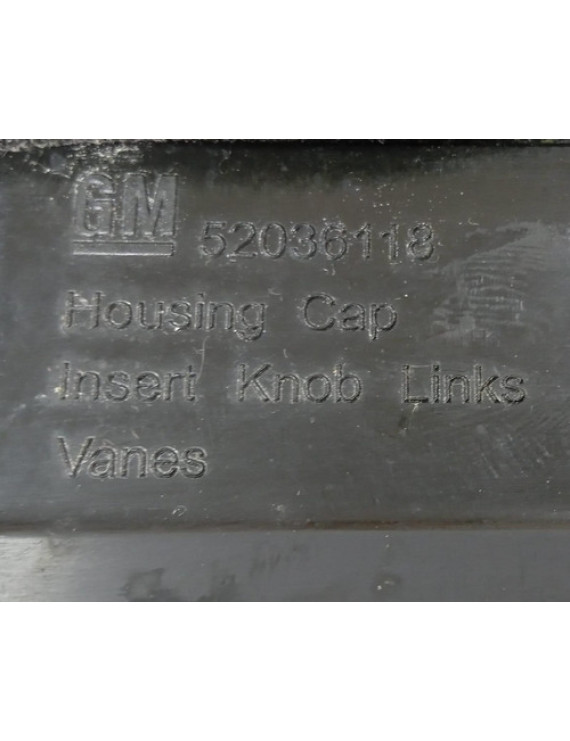 GM 52036118
Housing Cap
Insert Knob Links
Vanes